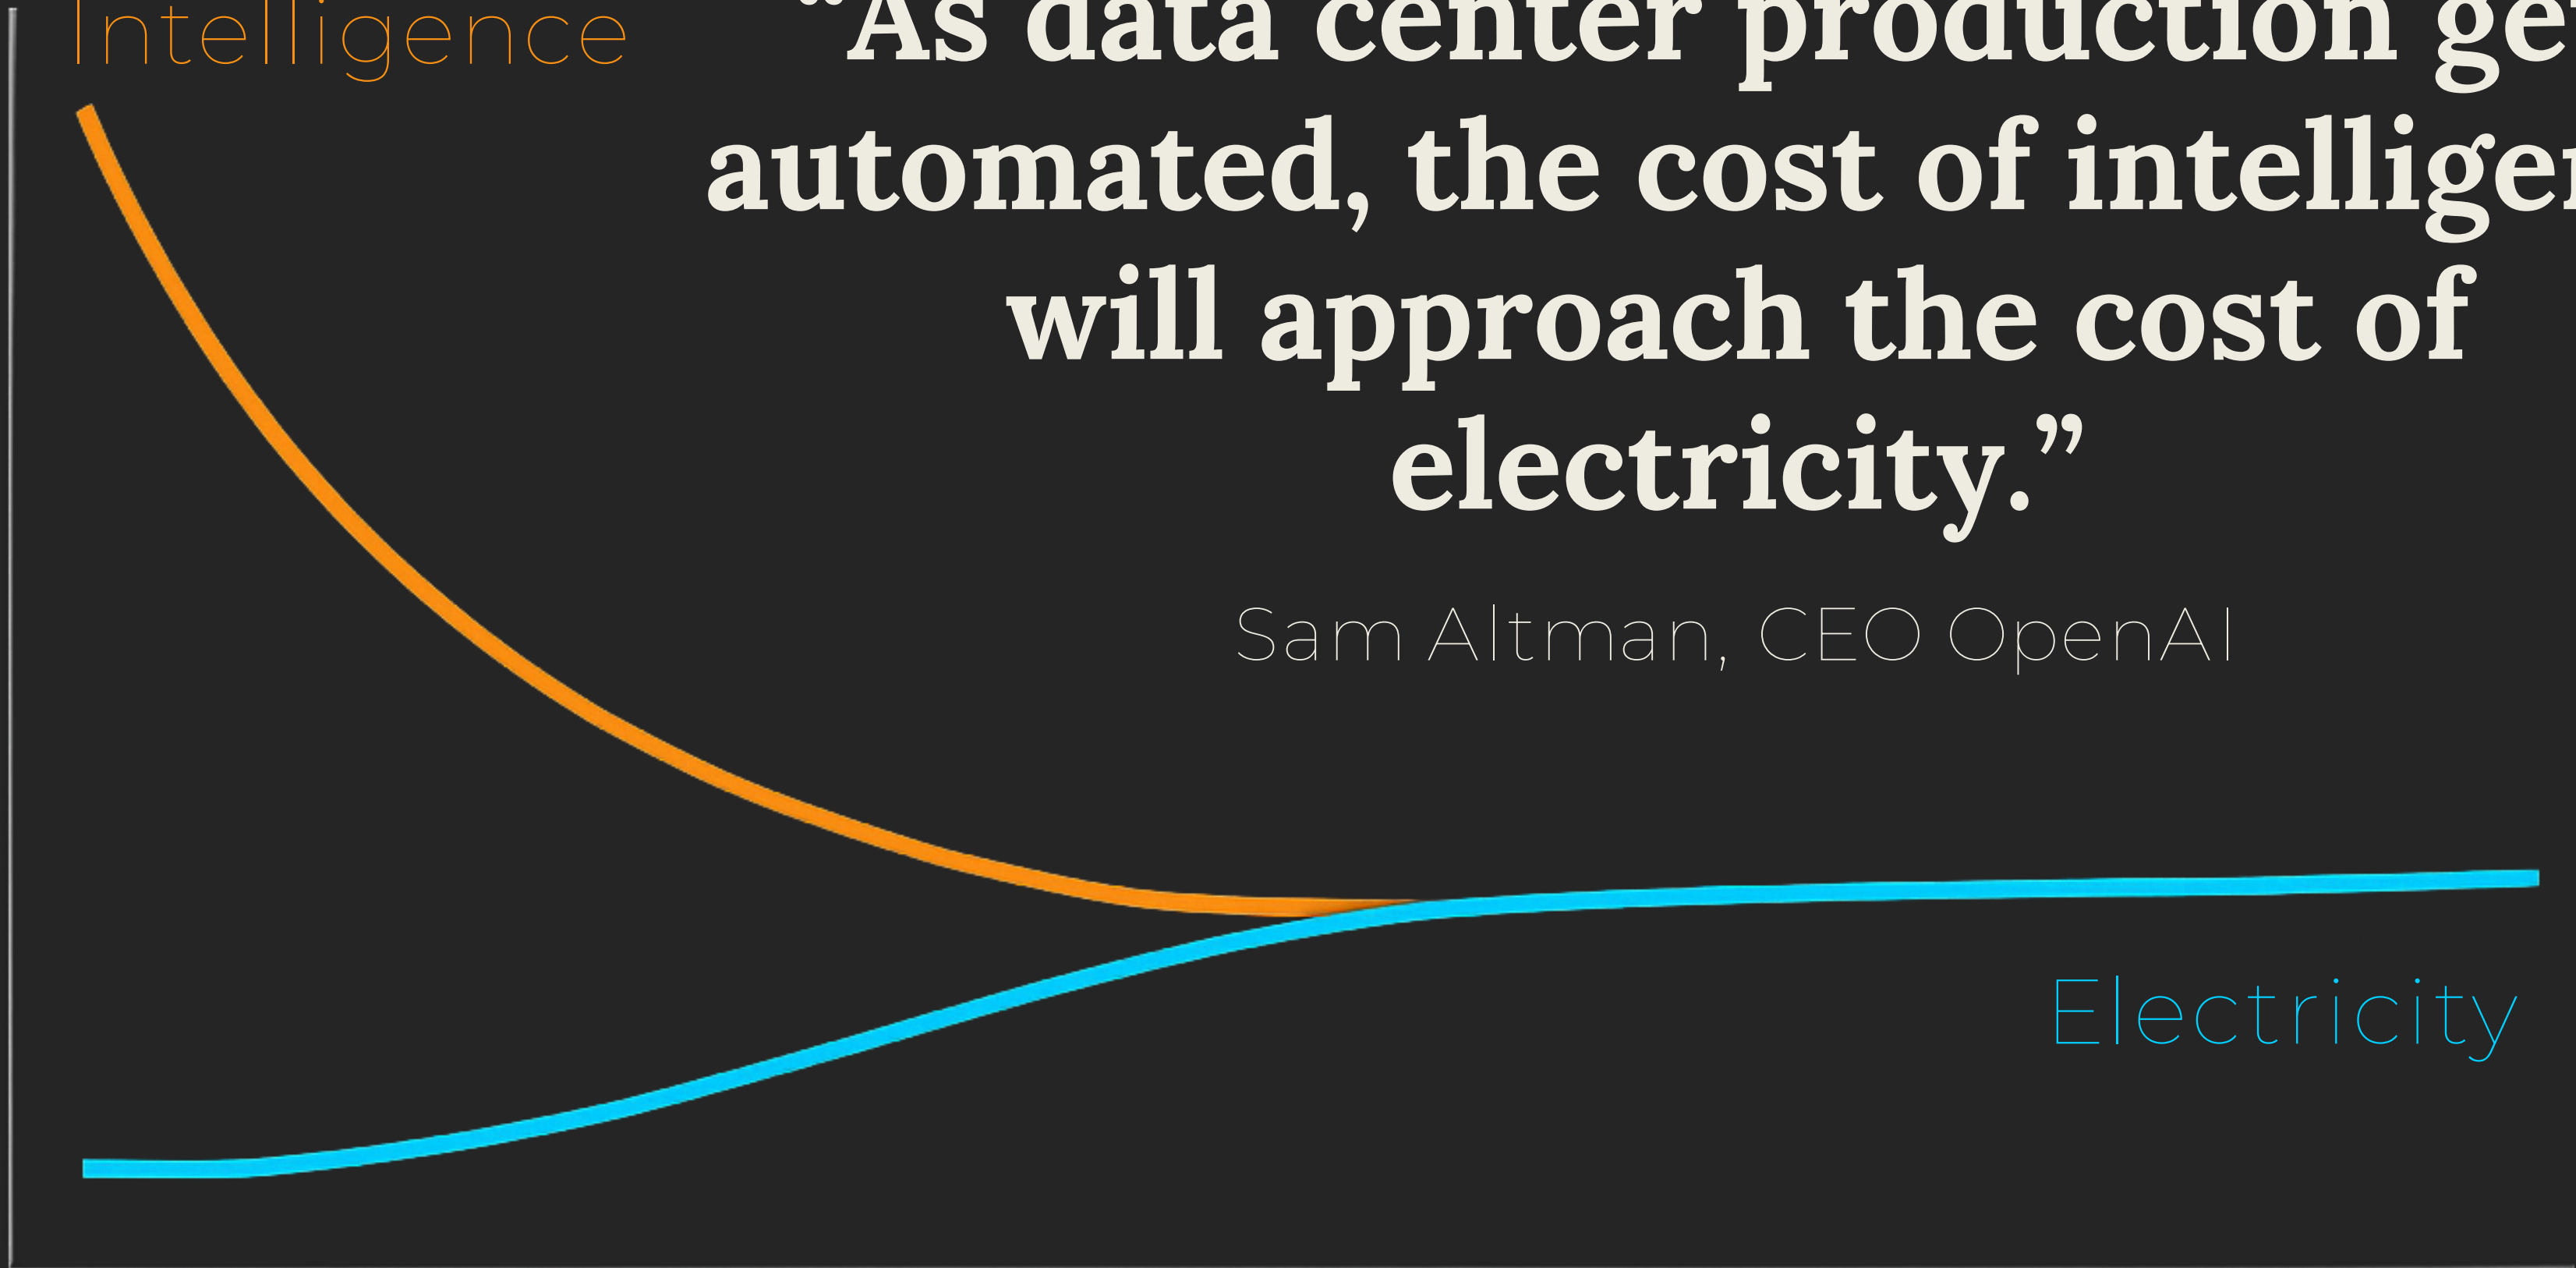 Intelligence
“As data center production ge
automated, the cost of intellige
will approach the cost of
electricity.”
Sam Altman, CEO OpenAI
Electricity